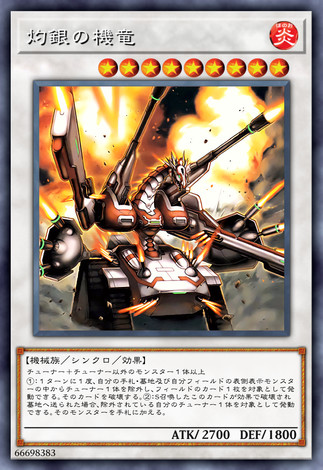 灼銀の機竜
炎
【機械族／シンクロ／効果】
チューナー＋チューナー以外のモンスター１体以上
①：１ターンに１度、自分の手札・墓地及び自分フィールドの表側表示モンスター
の中からチューナー１体を除外し、フィールドのカード１枚を対象として発
動できる。そのカードを破壊する。②：S召喚したこのカードが効果で破壊され
墓地へ送られた場合、除外されている自分のチューナー１体を対象として発動
できる。そのモンスターを手札に加える。
ATK/ 2700 DEF/ 1800
66698383